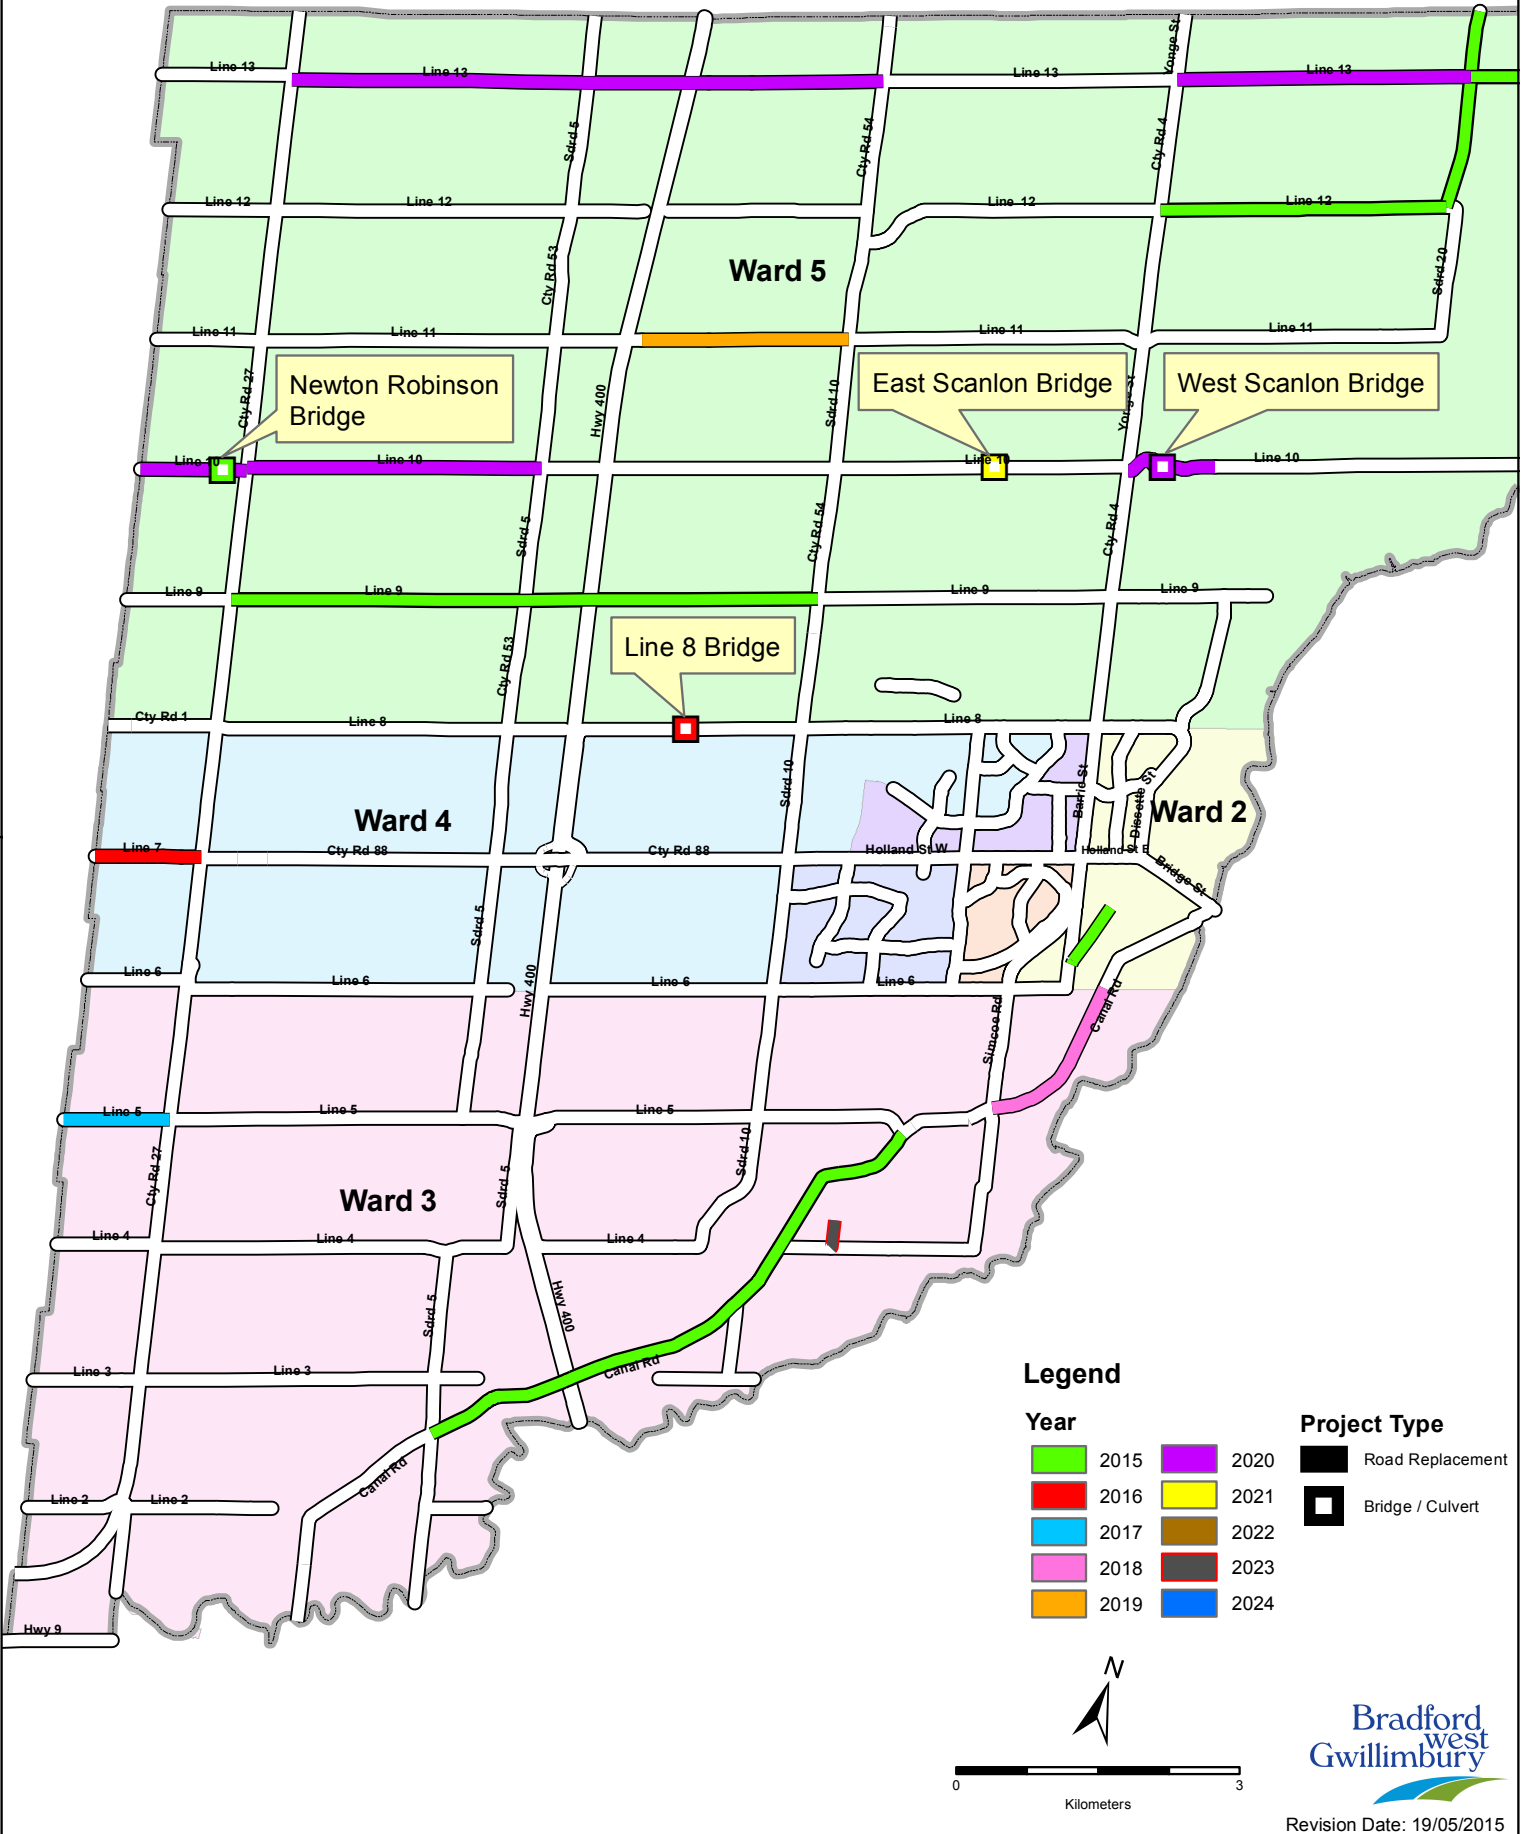 Yonge St
Line 13
Line 13
Line 13
Line 13
Sdrd 5
Cty Rd 54
Cty Rd 4
Line 12
Line 12
Line 12
Line 12
Ward 5
Cty Rd 53
Sdrd 20
Line 11
Line 11
Line 11
Line 11
Newton Robinson
Bridge
East Scanlon Bridge
West Scanlon Bridge
Cty Rd 27
Hwy 400
Sdrd 10
Yonge St
Line 10
Line 10
Line 10
Line 10
Sdrd 5
Cty Rd 54
Cty Rd 4
Line 9
Line 9
Line 9
Line 9
Line 8 Bridge
Cty Rd 53
Cty Rd 1
Line 8
Line 8
Sdrd 10
Barrie St
Dissette St
Ward 4
Ward 2
Line 7
Cty Rd 88
Cty Rd 88
Holland St W
Holland St E
Bridge St
Sdrd 5
Line 6
Line 6
Line 6
Line 6
Hwy 400
Simcoe Rd
Canal Rd
Line 5
Line 5
Line 5
Cty Rd 27
Sdrd 5
Sdrd 10
Ward 3
Line 4
Line 4
Line 4
Sdrd 5
Hwy 400
Line 3
Line 3
Canal Rd
Canal Rd
Line 2
Line 2
Hwy 9
Legend
Year
Project Type
2015
2020
Road Replacement
2016
2021
Bridge / Culvert
2017
2022
2018
2023
2019
2024
N
0
3
Kilometers
Bradford
west
Gwillimbury
Revision Date: 19/05/2015